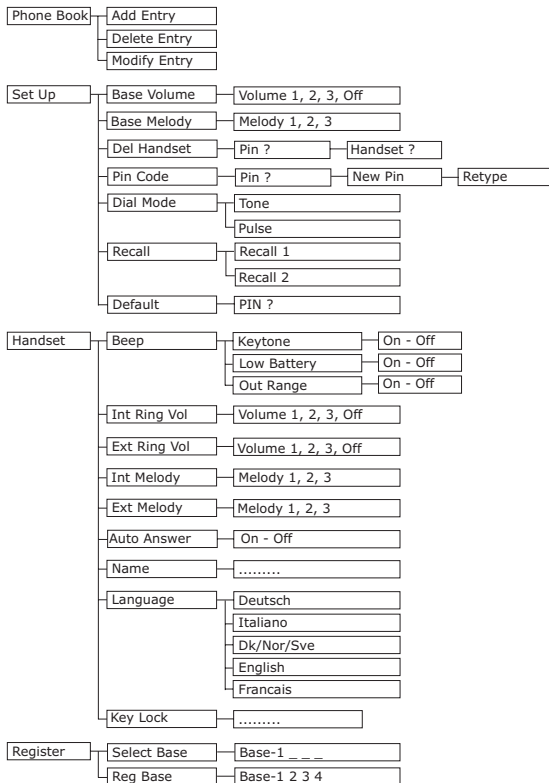 Phone Book Add Entry
Delete Entry
Modify Entry
Set Up Base Volume Volume 1, 2, 3, Off
Base Melody Melody 1, 2, 3
Del Handset Pin ? Handset ?
Pin Code Pin ? New Pin Retype
Dial Mode Tone
Pulse
Recall Recall 1
Recall 2
Default PIN ?
Handset Beep Keytone On - Off
Low Battery On - Off
Out Range On - Off
Int Ring Vol Volume 1, 2, 3, Off
Ext Ring Vol Volume 1, 2, 3, Off
Int Melody Melody 1, 2, 3
Ext Melody Melody 1, 2, 3
Auto Answer On - Off
Name .........
Language Deutsch
Italiano
Dk/Nor/Sve
English
Francais
Key Lock .........
Register Select Base Base-1 _ _ _
Reg Base Base-1 2 3 4